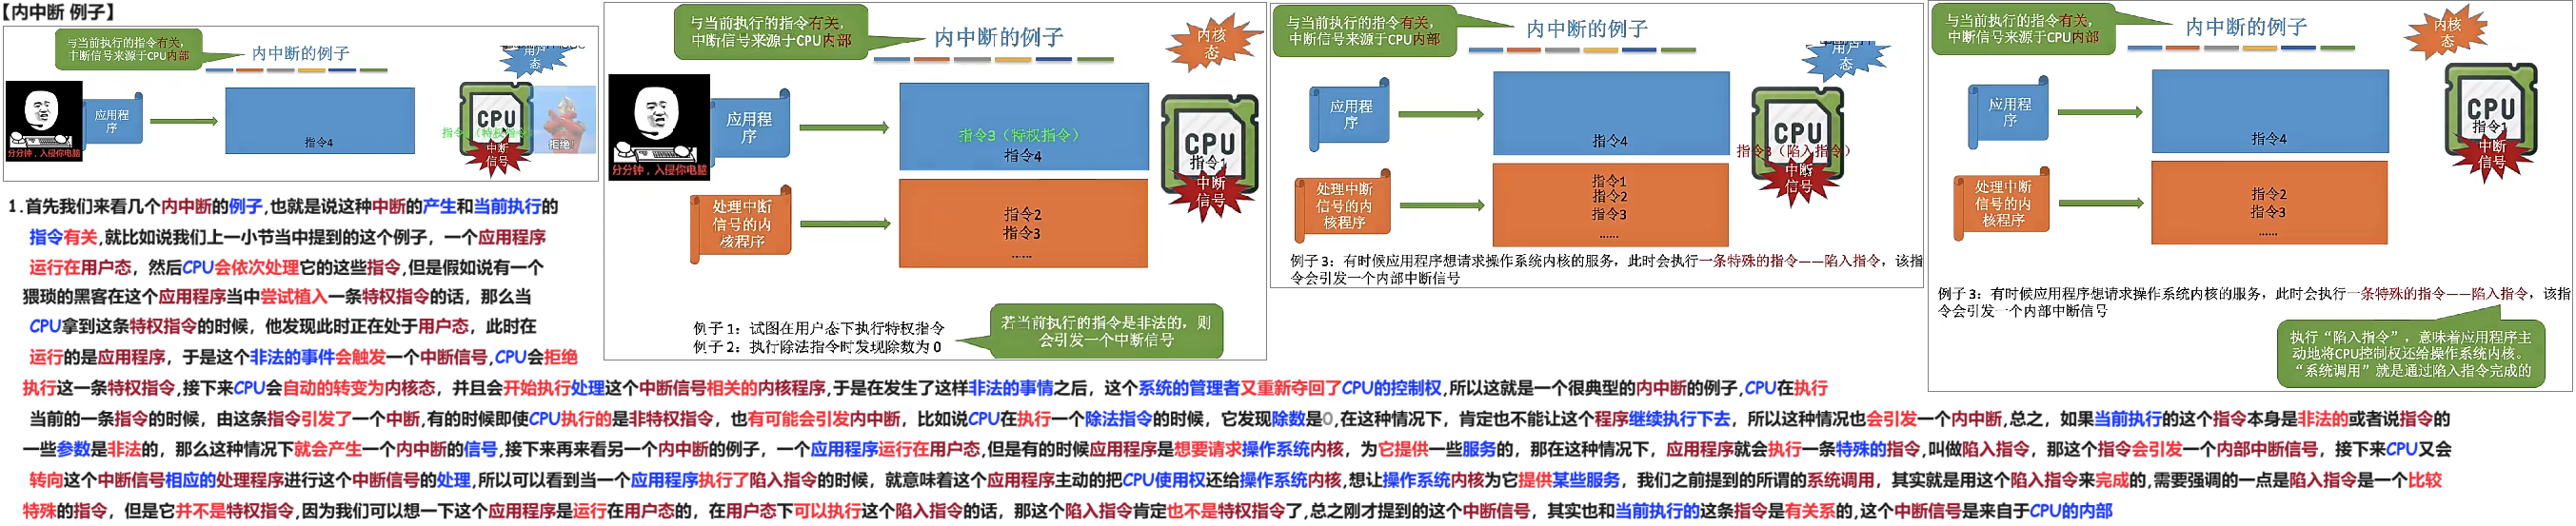 【内中断 例子】
与当前执行的指令有关,
中断信号来源于CPU内部
内中断的例子
用户
态
应用程
序
指令4
CPU
中断
信号
拒绝!
分分钟，入侵你电脑
与当前执行的指令有关,
中断信号来源于CPU内部
内中断的例子
内核
态
应用程
序
分分钟，入侵你电脑
指令3（特权指令）
指令4
CPU
指令1
中断
信号
处理中断
信号的内
核程序
指令2
指令3
......
例子 1：试图在用户态下执行特权指令
例子 2：执行除法指令时发现除数为 0
若当前执行的指令是非法的，则
会引发一个中断信号
与当前执行的指令有关,
中断信号来源于CPU内部
内中断的例子
用户
态
应用程
序
指令4
CPU
指令3（陷入指令）
中断
信号
处理中断
信号的内
核程序
指令1
指令2
指令3
......
例子 3：有时候应用程序想请求操作系统内核的服务，此时会执行一条特殊的指令——陷入指令，该指
令会引发一个内部中断信号
与当前执行的指令有关,
中断信号来源于CPU内部
内中断的例子
内核
态
应用程
序
指令4
CPU
指令1
中断
信号
处理中断
信号的内
核程序
指令2
指令3
......
例子 3：有时候应用程序想请求操作系统内核的服务，此时会执行一条特殊的指令——陷入指令，该指
令会引发一个内部中断信号
执行“陷入指令”，意味着应用程序主
动地将CPU控制权还给操作系统内核。
“系统调用”就是通过陷入指令完成的
1.首先我们来看几个内中断的例子,也就是说这种中断的产生和当前执行的
指令有关,就比如说我们上一小节当中提到的这个例子，一个应用程序
运行在用户态，然后CPU会依次处理它的这些指令,但是假如说有一个
猥琐的黑客在这个应用程序当中尝试植入一条特权指令的话，那么当
CPU拿到这条特权指令的时候，他发现此时正在处于用户态，此时在
运行的是应用程序，于是这个非法的事件会触发一个中断信号,CPU会拒绝
执行这一条特权指令,接下来CPU会自动的转变为内核态，并且会开始执行处理这个中断信号相关的内核程序,于是在发生了这样非法的事情之后，这个系统的管理者又重新夺回了CPU的控制权,所以这就是一个很典型的内中断的例子,CPU在执行
当前的一条指令的时候，由这条指令引发了一个中断,有的时候即使CPU执行的是非特权指令，也有可能会引发内中断，比如说CPU在执行一个除法指令的时候，它发现除数是0,在这种情况下，肯定也不能让这个程序继续执行下去，所以这种情况也会引发一个内中断,总之，如果当前执行的这个指令本身是非法的或者说指令的
一些参数是非法的，那么这种情况下就会产生一个内中断的信号,接下来再来看另一个内中断的例子，一个应用程序运行在用户态,但是有的时候应用程序是想要请求操作系统内核，为它提供一些服务的，那在这种情况下，应用程序就会执行一条特殊的指令,叫做陷入指令，那这个指令会引发一个内部中断信号，接下来CPU又会
转向这个中断信号相应的处理程序进行这个中断信号的处理,所以可以看到当一个应用程序执行了陷入指令的时候，就意味着这个应用程序主动的把CPU使用权还给操作系统内核,想让操作系统内核为它提供某些服务，我们之前提到的所谓的系统调用，其实就是用这个陷入指令来完成的,需要强调的一点是陷入指令是一个比较
特殊的指令，但是它并不是特权指令,因为我们可以想一下这个应用程序是运行在用户态的，在用户态下可以执行这个陷入指令的话，那这个陷入指令肯定也不是特权指令了,总之刚才提到的这个中断信号，其实也和当前执行的这条指令是有关系的,这个中断信号是来自于CPU的内部